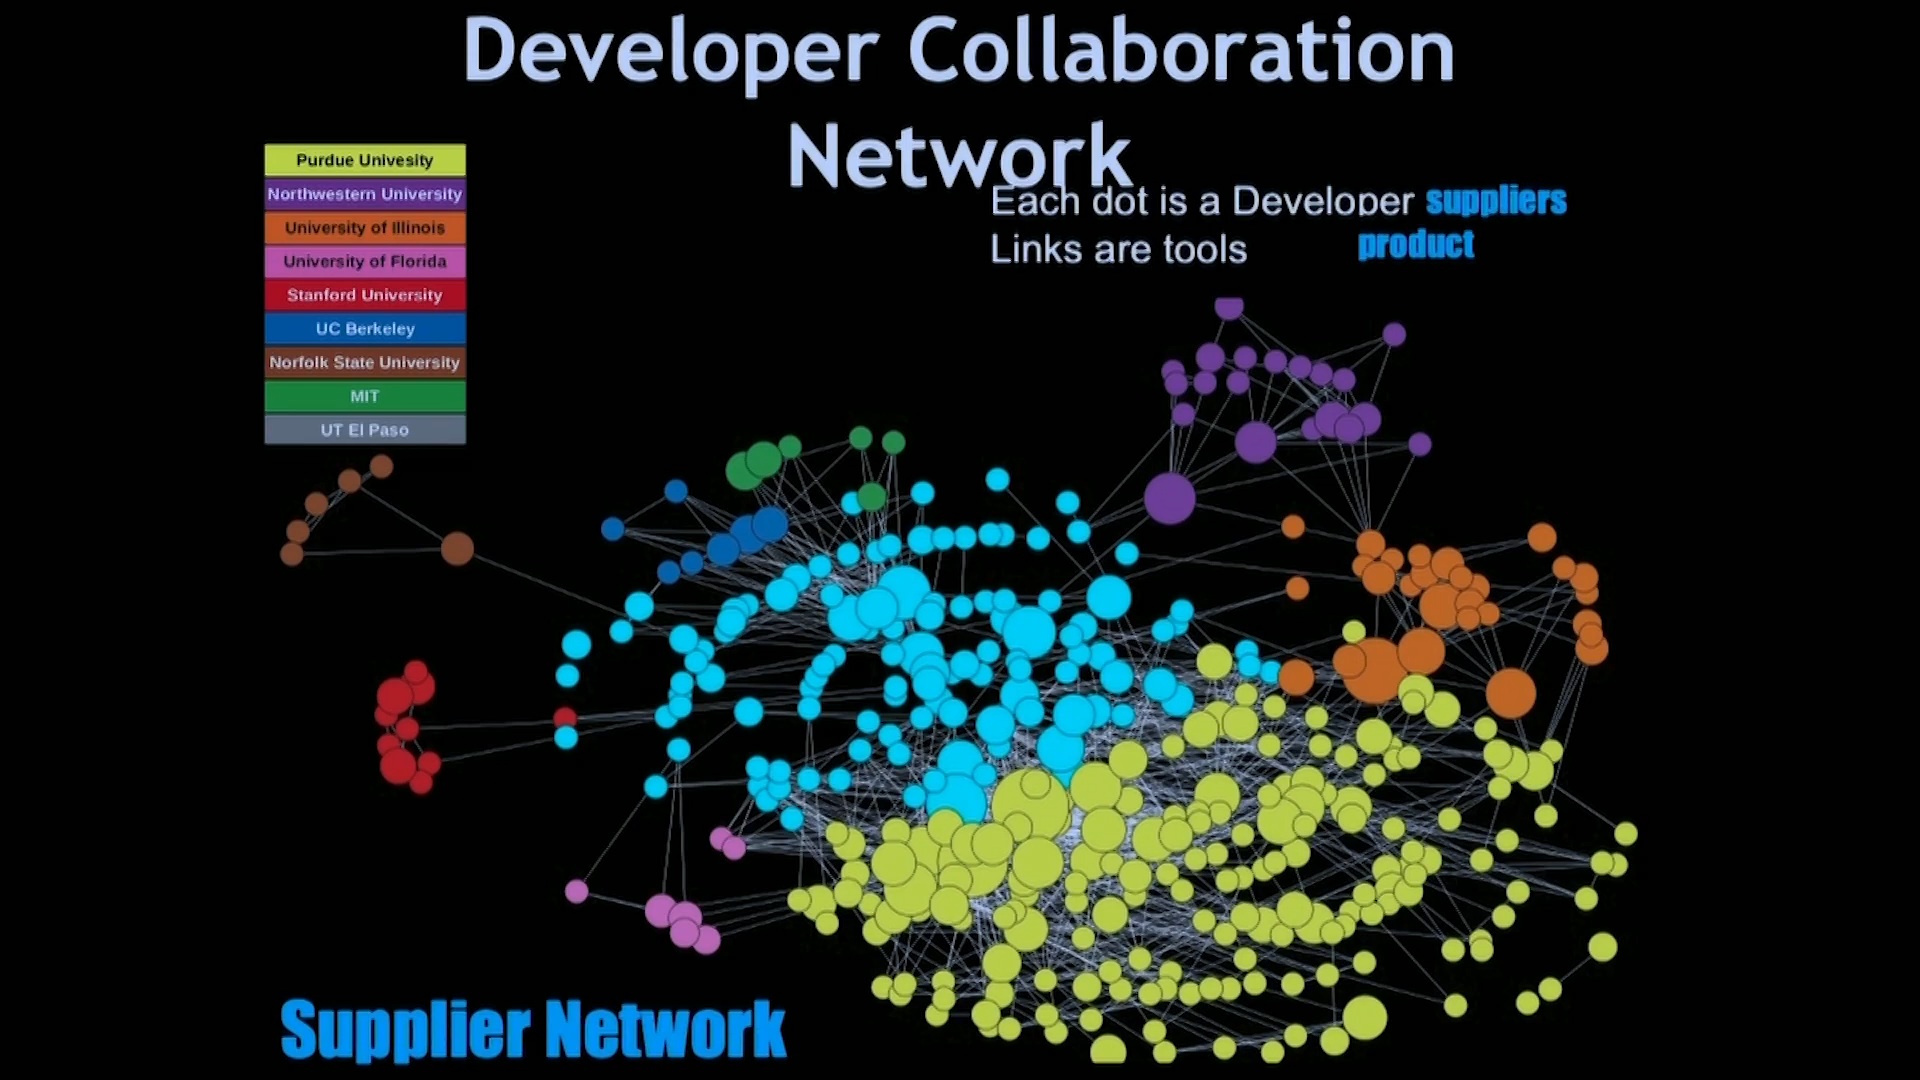 Developer Collaboration
Network
Purdue Univesity
Northwestern University
University of Illinois
University of Florida
Stanford University
UC Berkeley
Norfolk State University
MIT
UT El Paso
Each dot is a Developer suppliers
Links are tools product
Supplier Network